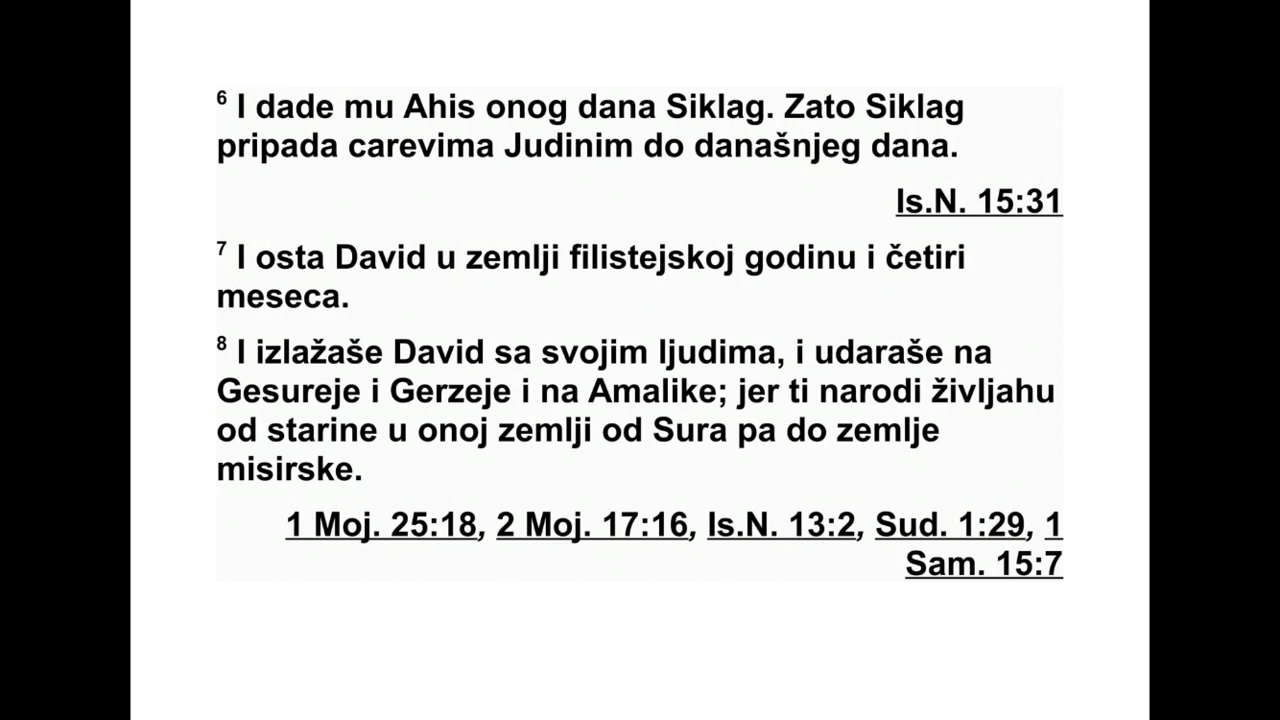 6 I dade mu Ahis onog dana Siklag. Zato Siklag
pripada carevima Judinim do današnjeg dana.
Is.N. 15:31
7 I osta David u zemlji filistejskoj godinu i četiri
meseca.
8 I izlažaše David sa svojim ljudima, i udaraše na
Gesureje i Gerzeje i na Amalike; jer ti narodi življahu
od starine u onoj zemlji od Sura pa do zemlje
misirske.
1 Moj. 25:18, 2 Moj. 17:16, Is.N. 13:2, Sud. 1:29, 1
Sam. 15:7